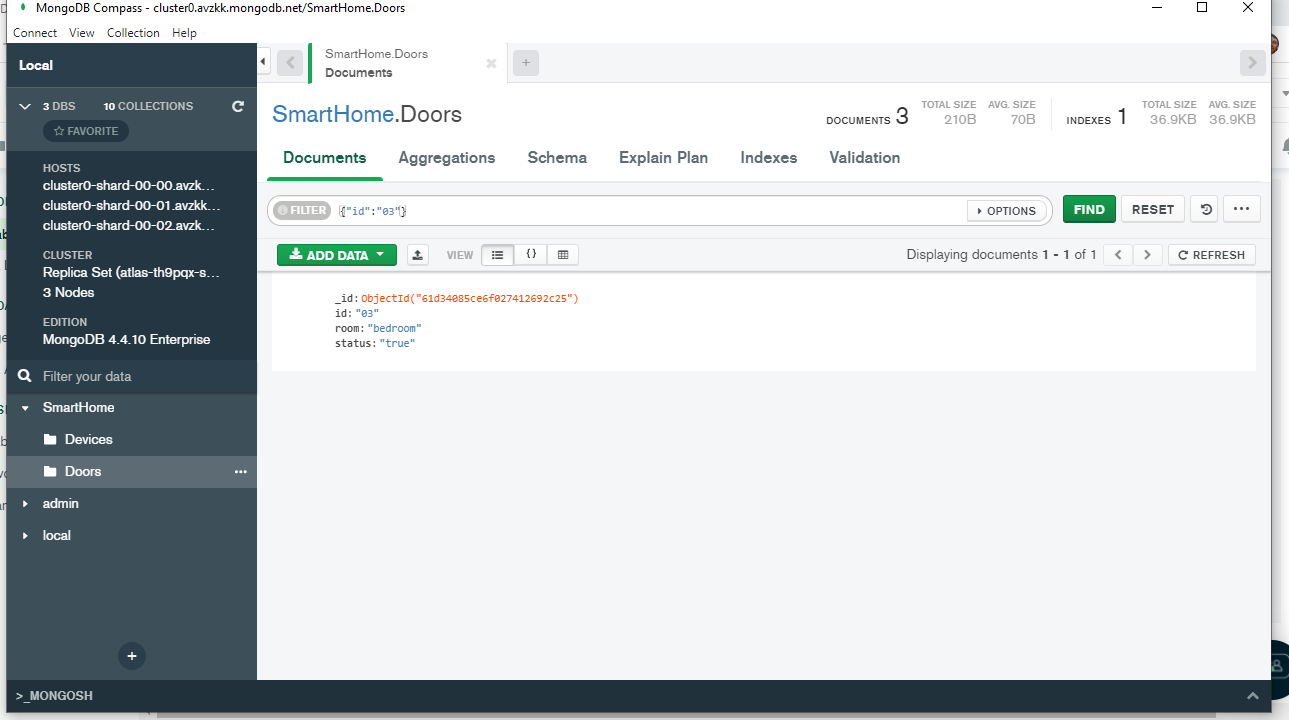 MongoDB Compass - cluster0.avzkk.mongodb.net/SmartHome.Doors
Connect View Collection Help
Local
3 DBS 10 COLLECTIONS
FAVORITE
HOSTS
cluster0-shard-00-00.avzk...
cluster0-shard-00-01.avzkk...
cluster0-shard-00-02.avzk...
CLUSTER
Replica Set (atlas-th9pqx-s...
3 Nodes
EDITION
MongoDB 4.4.10 Enterprise
Filter your data
SmartHome
Devices
Doors
admin
local
>_MONGOSH
SmartHome.Doors
Documents
SmartHome.Doors
DOCUMENTS 3
TOTAL SIZE 210B
AVG. SIZE 70B
INDEXES 1
TOTAL SIZE 36.9KB
AVG. SIZE 36.9KB
Documents Aggregations Schema Explain Plan Indexes Validation
FILTER {"id":"03"} OPTIONS FIND RESET
ADD DATA VIEW {} Displaying documents 1 - 1 of 1 REFRESH
_id: ObjectId("61d34085ce6f027412692c25")
id: "03"
room: "bedroom"
status: "true"